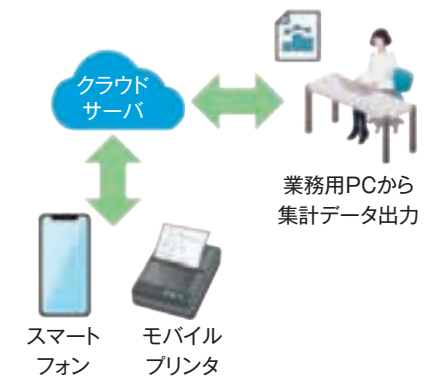 クラウド
サーバ
業務用PCから
集計データ出力
スマート
フォン
モバイル
プリンタ